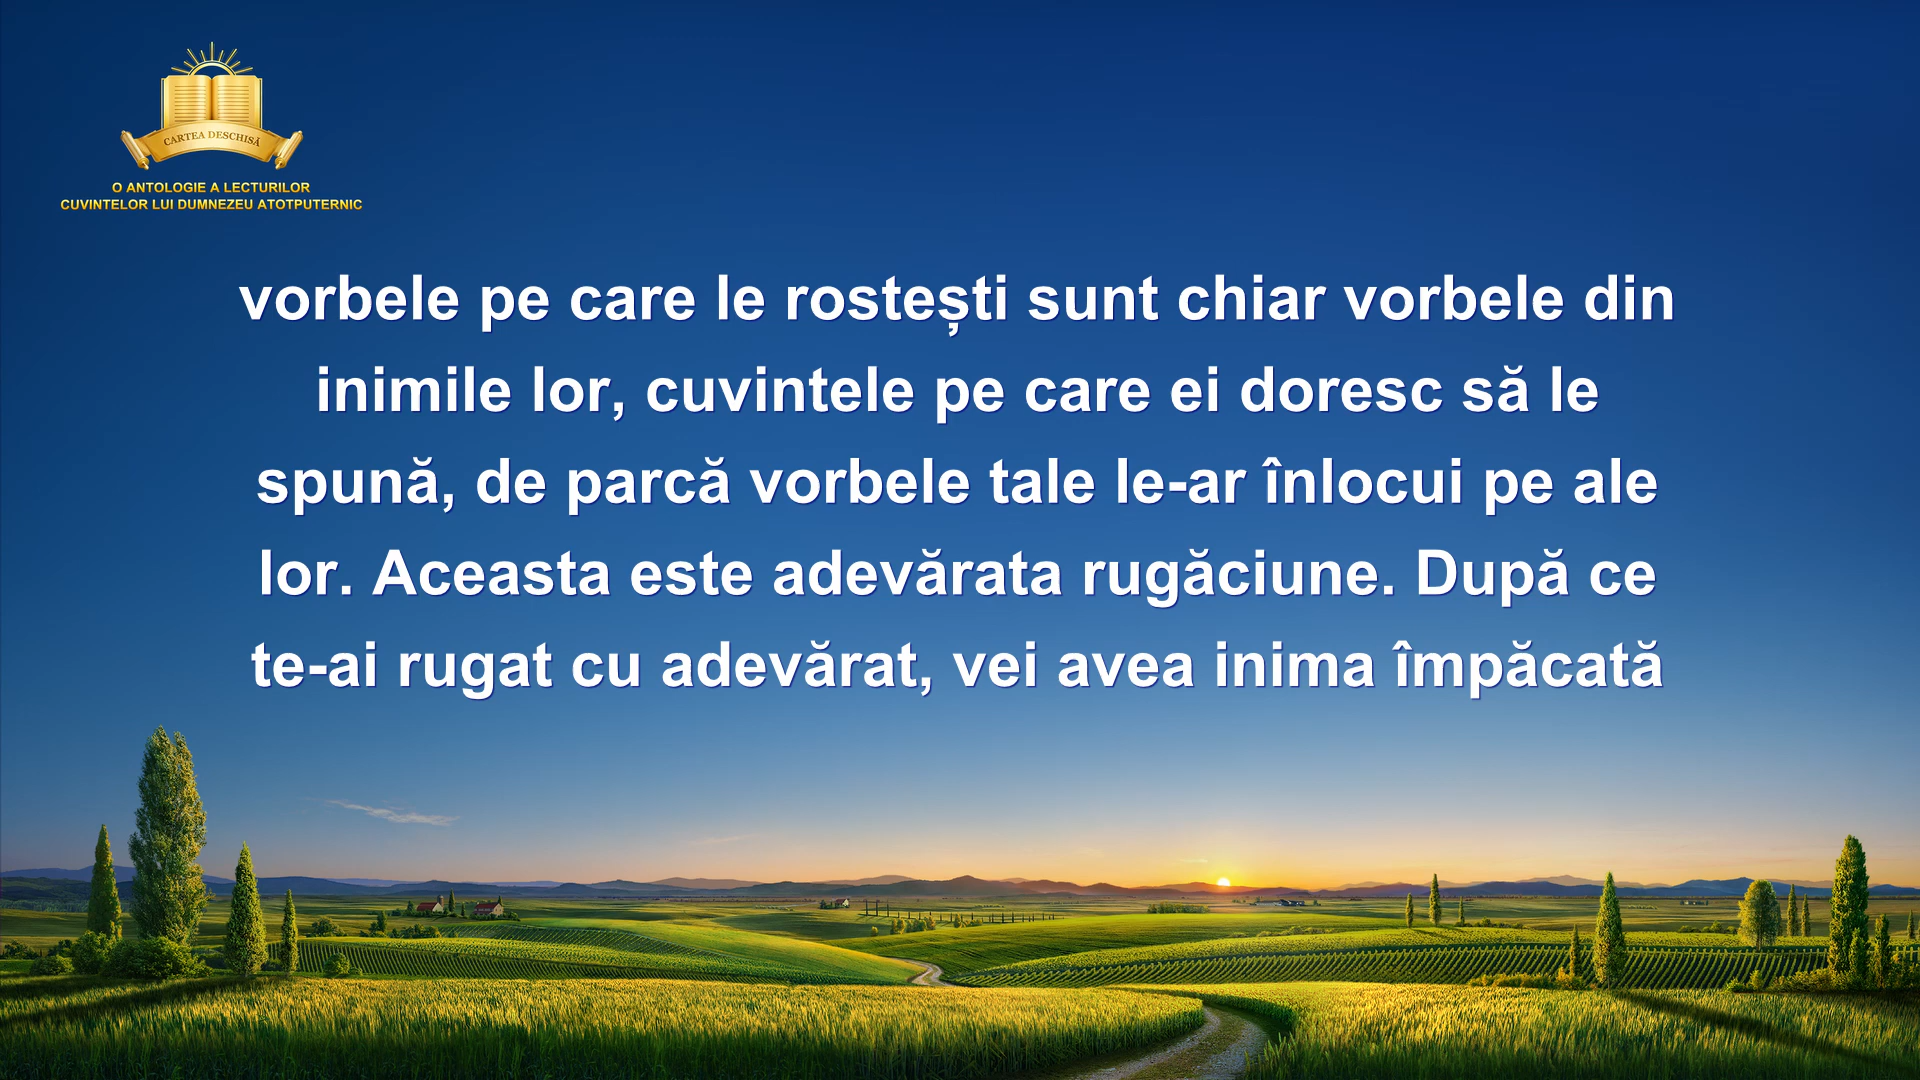 CARTEA DESCHISĂ
O ANTOLOGIE A LECTURILOR
CUVINTELOR LUI DUMNEZEU ATOTPUTERNIC
vorbele pe care le rostești sunt chiar vorbele din
inimile lor, cuvintele pe care ei doresc să le
spună, de parcă vorbele tale le-ar înlocui pe ale
lor. Aceasta este adevărata rugăciune. După ce
te-ai rugat cu adevărat, vei avea inima împăcată